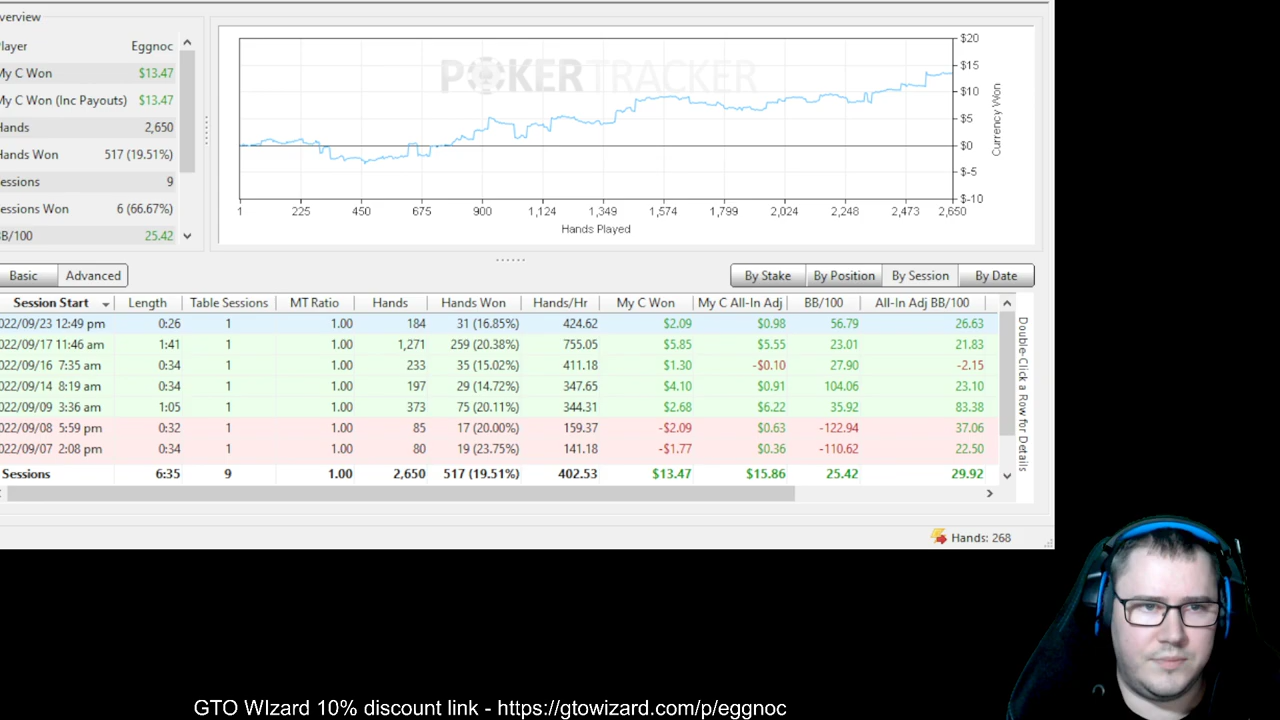 verview
layer Eggnoc
My C Won $13.47
My C Won (Inc Payouts) $13.47
Hands 2,650
Hands Won 517 (19.51%)
essions 9
essions Won 6 (66.67%)
BB/100 25.42
POKERTRACKER
$20
$15
$10
$5
$0
$-5
$-10
Currency Won
1 225 450 675 900 1,124 1,349 1,574 1,799 2,024 2,248 2,473 2,650
Hands Played
Basic Advanced
By Stake By Position By Session By Date
Session Start Length Table Sessions MT Ratio Hands Hands Won Hands/Hr My C Won My C All-In Adj BB/100 All-In Adj BB/100
022/09/23 12:49 pm 0:26 1 1.00 184 31 (16.85%) 424.62 $2.09 $0.98 56.79 26.63
022/09/17 11:46 am 1:41 1 1.00 1,271 259 (20.38%) 755.05 $5.85 $5.55 23.01 21.83
022/09/16 7:35 am 0:34 1 1.00 233 35 (15.02%) 411.18 $1.30 -$0.10 27.90 -2.15
022/09/14 8:19 am 0:34 1 1.00 197 29 (14.72%) 347.65 $4.10 $0.91 104.06 23.10
022/09/09 3:36 am 1:05 1 1.00 373 75 (20.11%) 344.31 $2.68 $6.22 35.92 83.38
022/09/08 5:59 pm 0:32 1 1.00 85 17 (20.00%) 159.37 -$2.09 $0.63 -122.94 37.06
022/09/07 2:08 pm 0:34 1 1.00 80 19 (23.75%) 141.18 -$1.77 $0.36 -110.62 22.50
Sessions 6:35 9 1.00 2,650 517 (19.51%) 402.53 $13.47 $15.86 25.42 29.92
Double-Click a Row for Details
Hands: 268
GTO WIzard 10% discount link - https://gtowizard.com/p/eggnoc